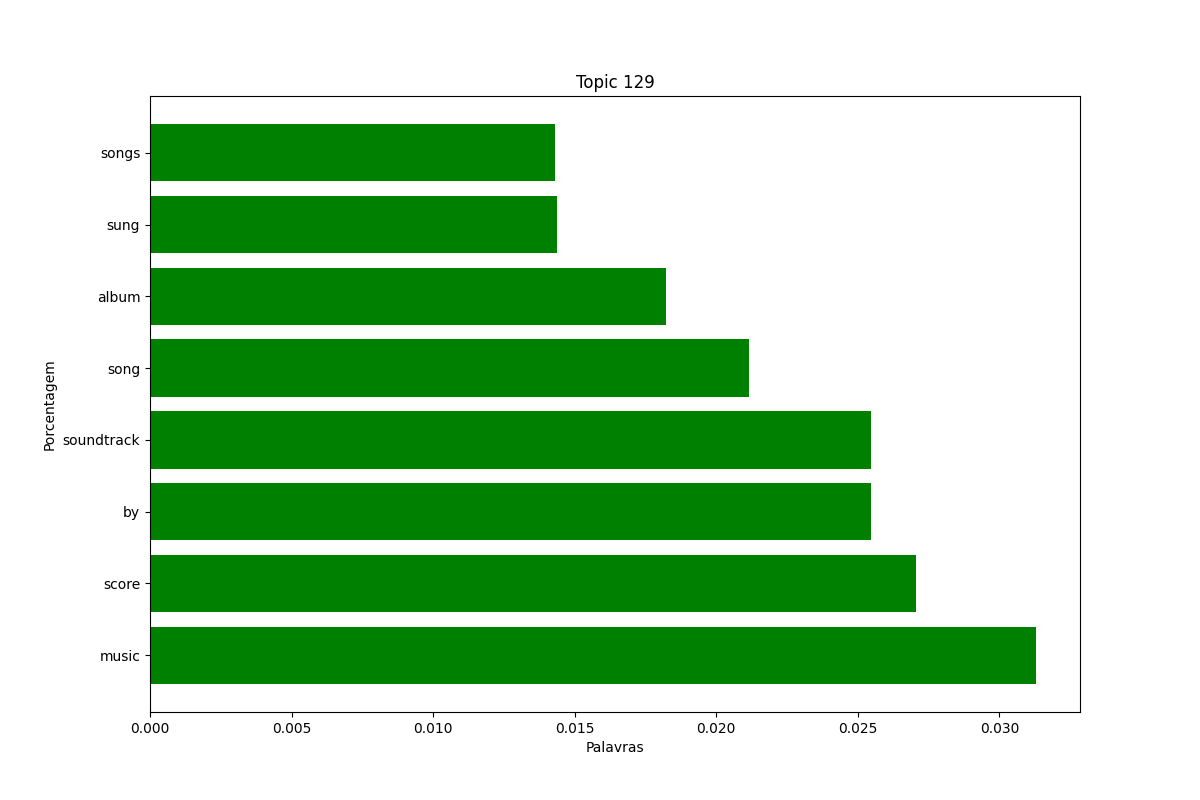 Topic 129
songs
sung
album
song
soundtrack
by
score
music
Porcentagem
0.000 0.005 0.010 0.015 0.020 0.025 0.030
Palavras